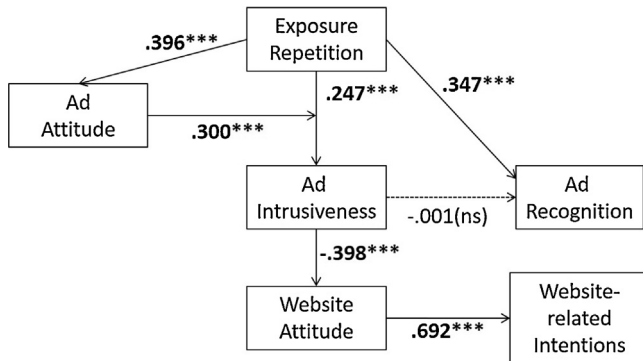 Exposure
Repetition
.396***
.247***
.347***
Ad
Attitude
.300***
Ad
Intrusiveness
-.001(ns)
Ad
Recognition
-.398***
Website
Attitude
.692***
Website-
related
Intentions